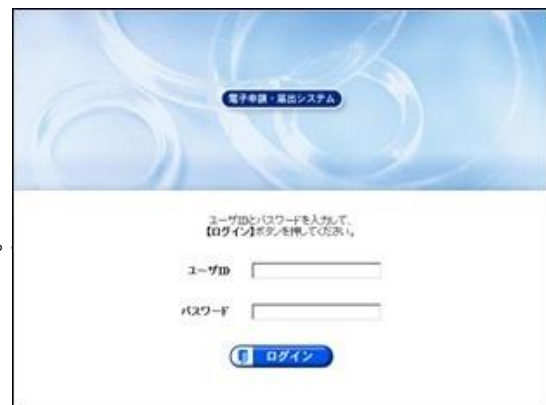 電子申請・届出システム
ユーザIDとパスワードを入力して、
【ログイン】ボタンを押してください。
ユーザID
パスワード
ログイン